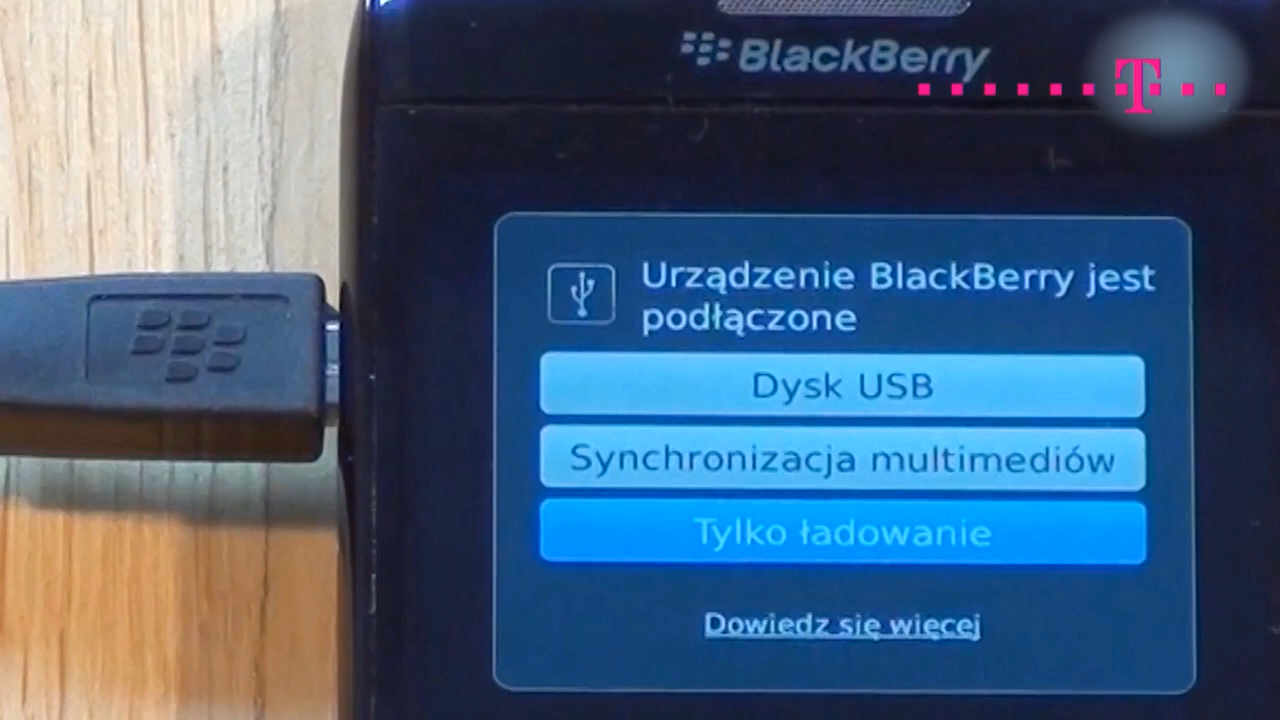 BlackBerry
T
Urządzenie BlackBerry jest
podłączone
Dysk USB
Synchronizacja multimediów
Tylko ładowanie
Dowiedz się więcej